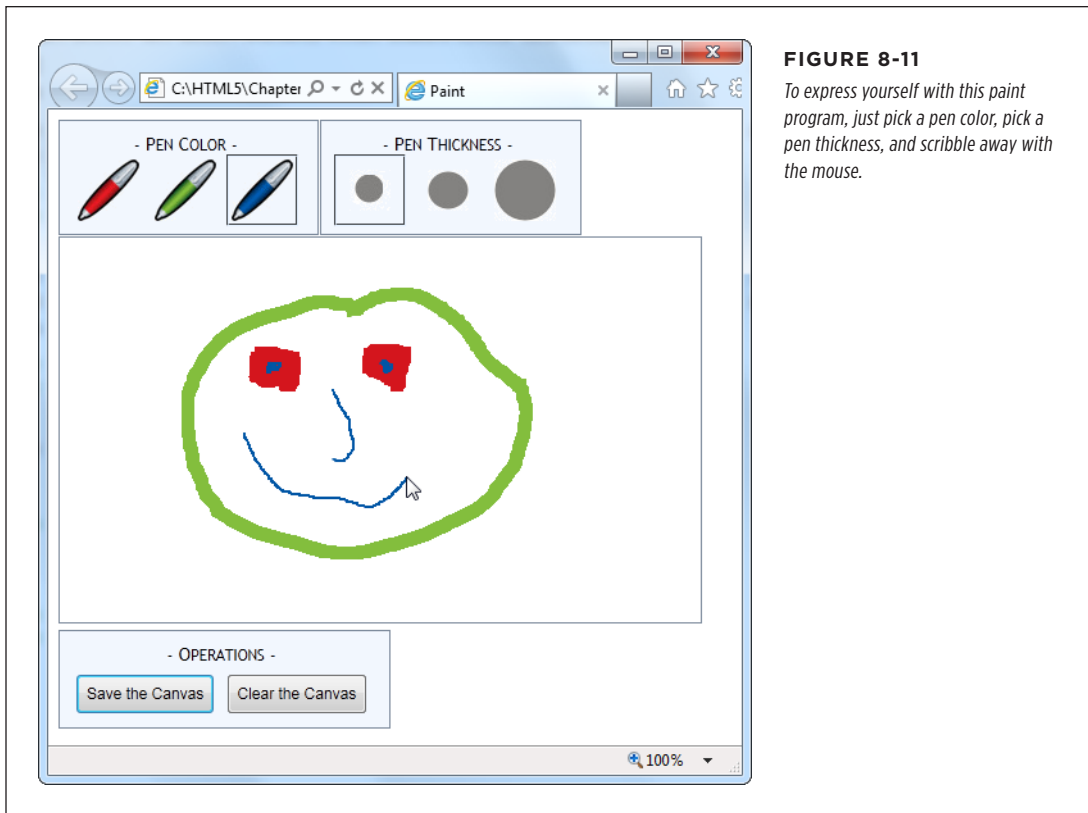 C:\HTML5\Chapter
Paint
- PEN COLOR -
- PEN THICKNESS -
- OPERATIONS -
Save the Canvas
Clear the Canvas
100%
FIGURE 8-11
To express yourself with this paint
program, just pick a pen color, pick a
pen thickness, and scribble away with
the mouse.